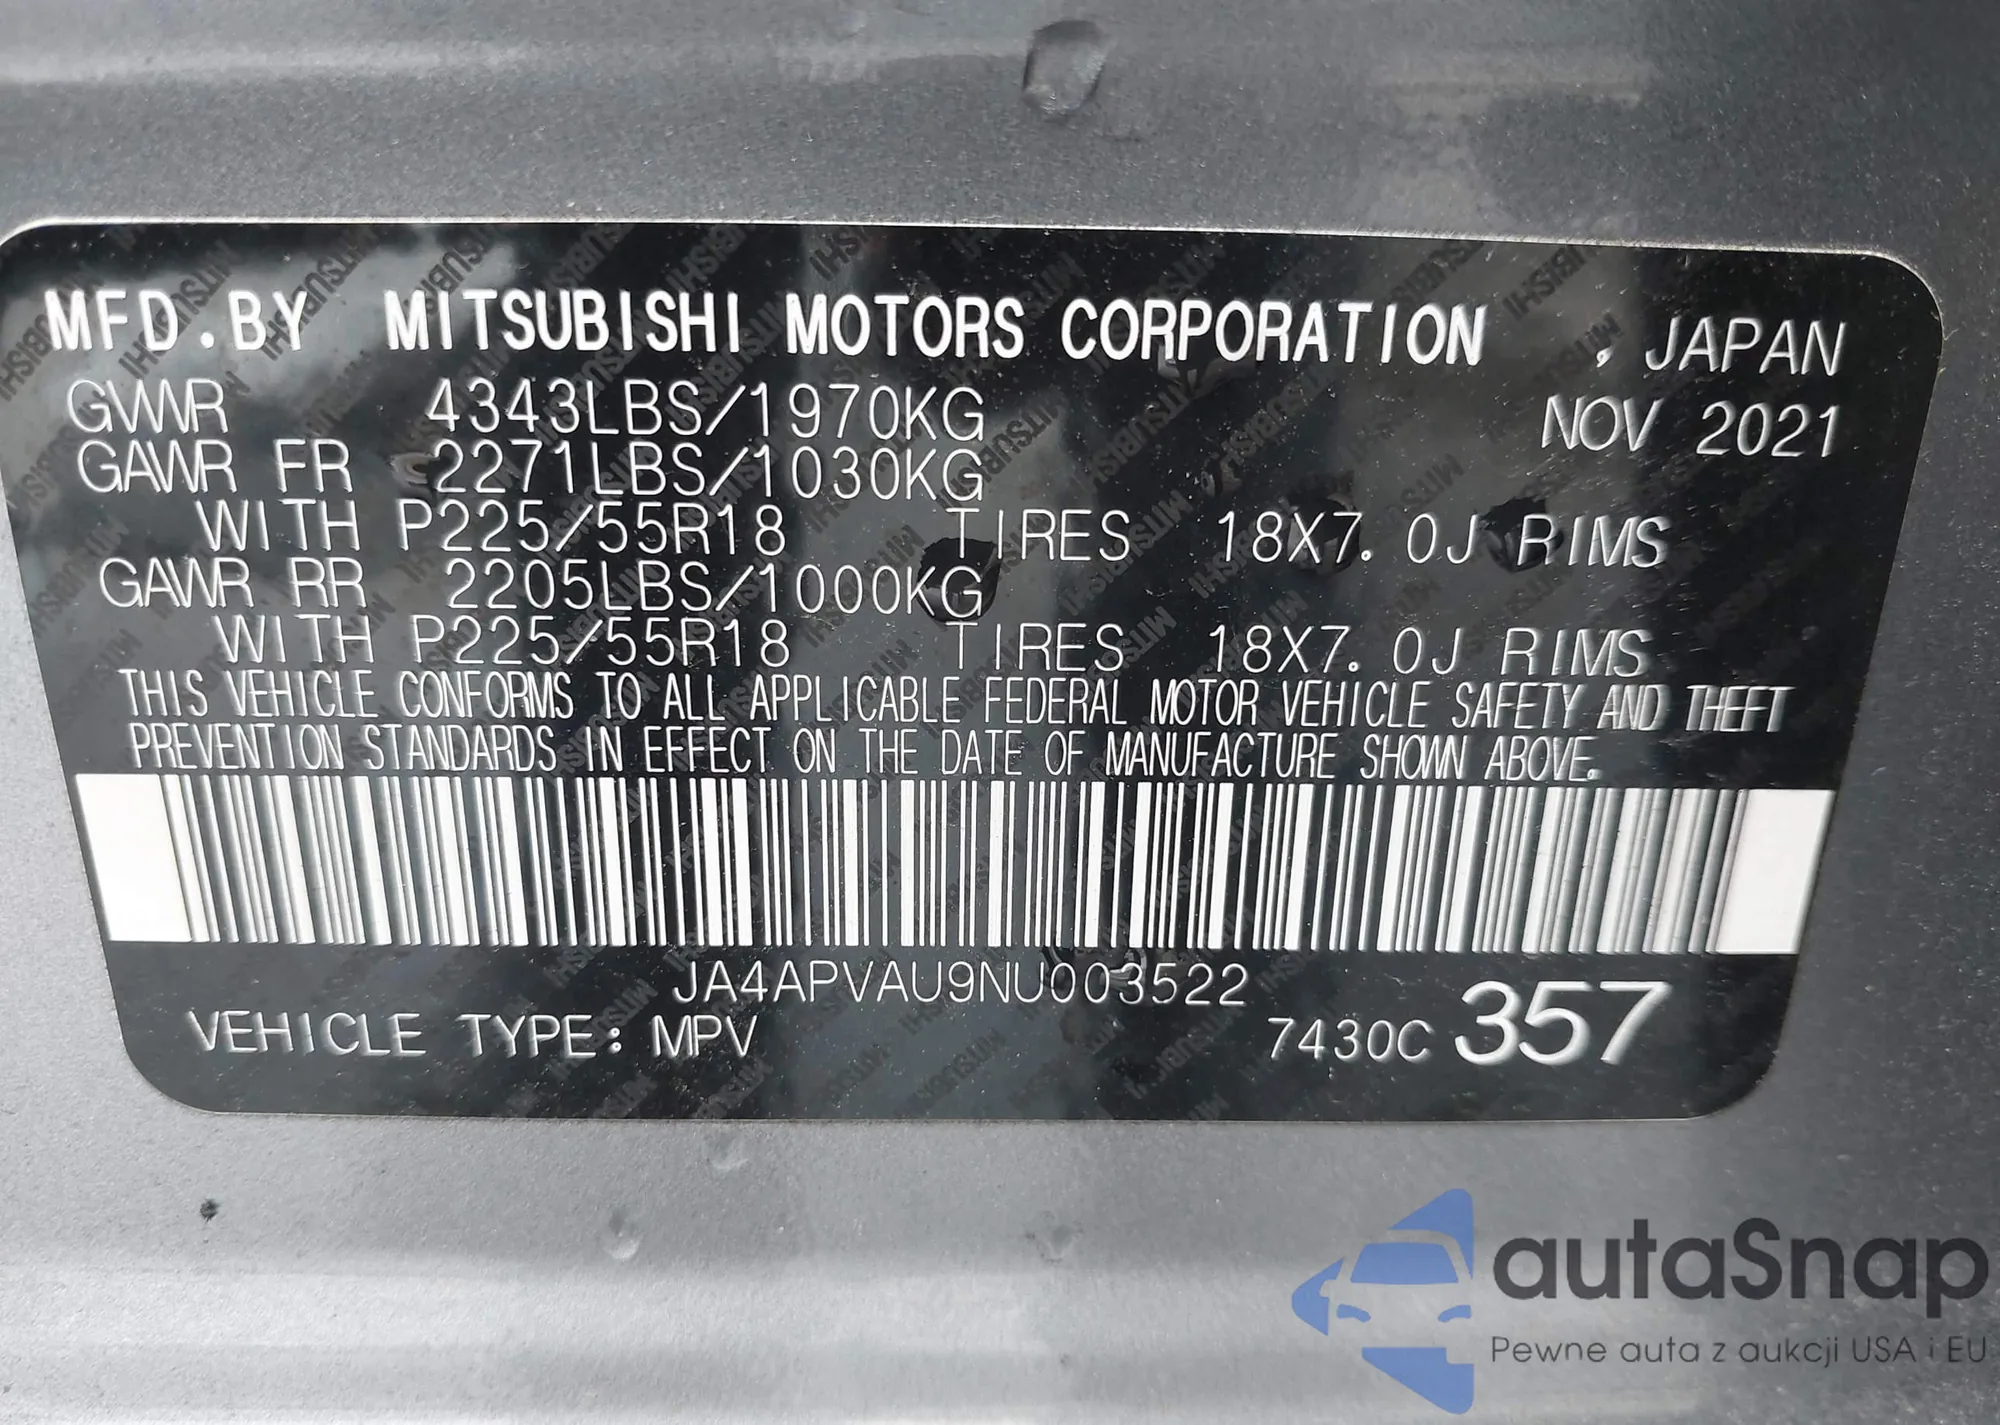 MFD.BY MITSUBISHI MOTORS CORPORATION , JAPAN
GVWR 4343LBS/1970KG NOV 2021
GAWR FR 2271LBS/1030KG
WITH P225/55R18 TIRES 18X7.0J RIMS
GAWR RR 2205LBS/1000KG
WITH P225/55R18 TIRES 18X7.0J RIMS
THIS VEHICLE CONFORMS TO ALL APPLICABLE FEDERAL MOTOR VEHICLE SAFETY AND THEFT
PREVENTION STANDARDS IN EFFECT ON THE DATE OF MANUFACTURE SHOWN ABOVE.
JA4APVAU9NU003522
VEHICLE TYPE: MPV 7430C 357
autaSnap
Pewne auta z aukcji USA i EU